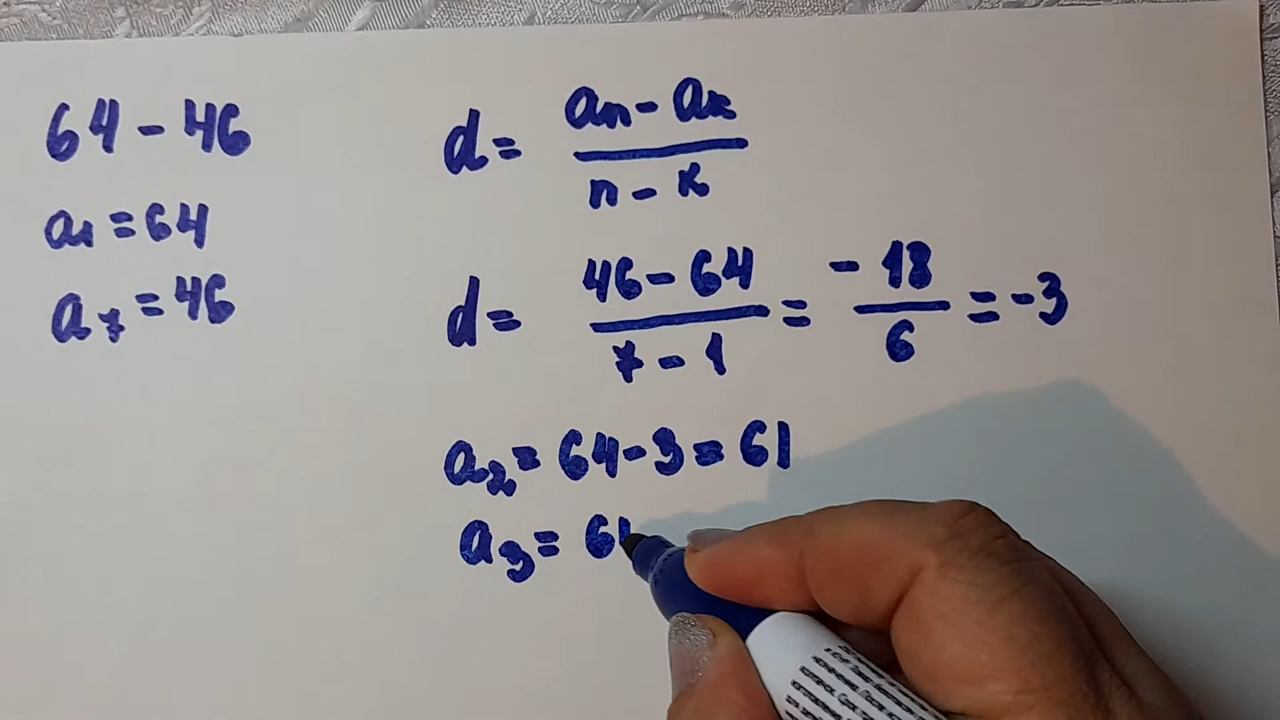 64 - 46
a₁ = 64
a₇ = 46
d = (aₙ - aₖ) / (n - k)
d = (46 - 64) / (7 - 1) = -18 / 6 = -3
a₂ = 64 - 3 = 61
a₃ = 61